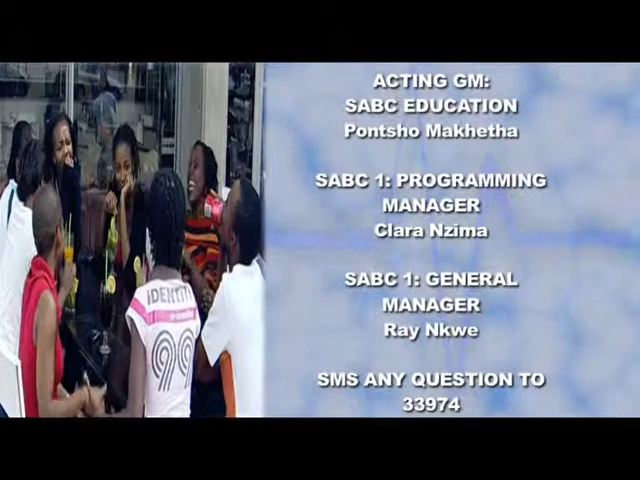 ACTING GM:
SABC EDUCATION
Pontsho Makhetha
SABC 1: PROGRAMMING
MANAGER
Clara Nzima
SABC 1: GENERAL
MANAGER
Ray Nkwe
SMS ANY QUESTION TO
33974
IDENTITI
99